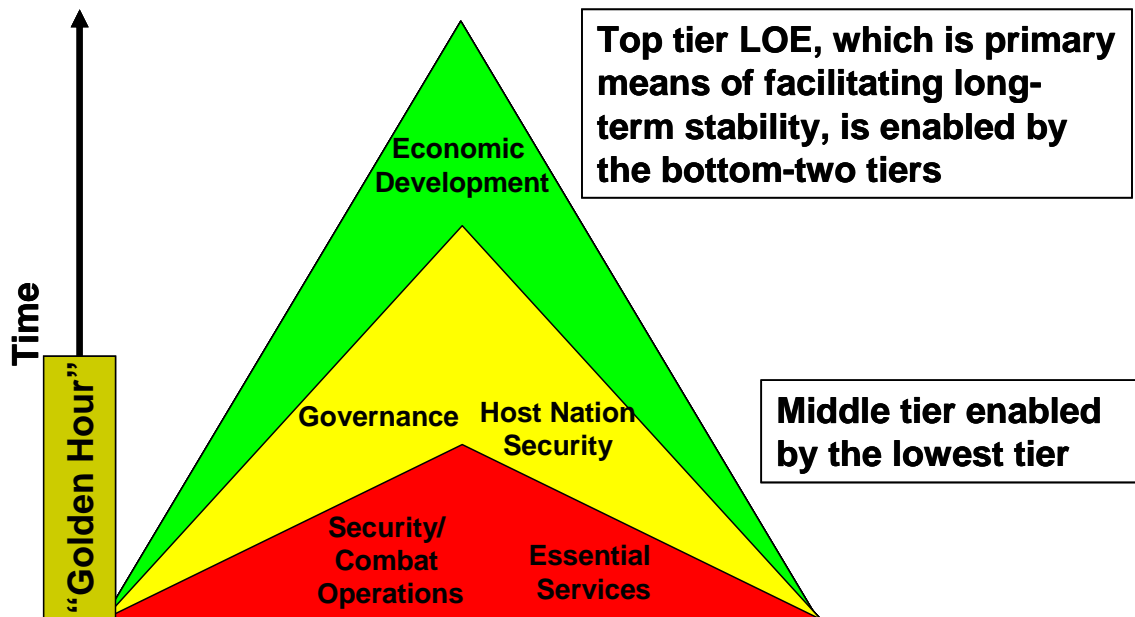 Top tier LOE, which is primary
means of facilitating long-
term stability, is enabled by
the bottom-two tiers
Economic
Development
Time
"Golden Hour"
Governance
Host Nation
Security
Middle tier enabled
by the lowest tier
Security/
Combat
Operations
Essential
Services